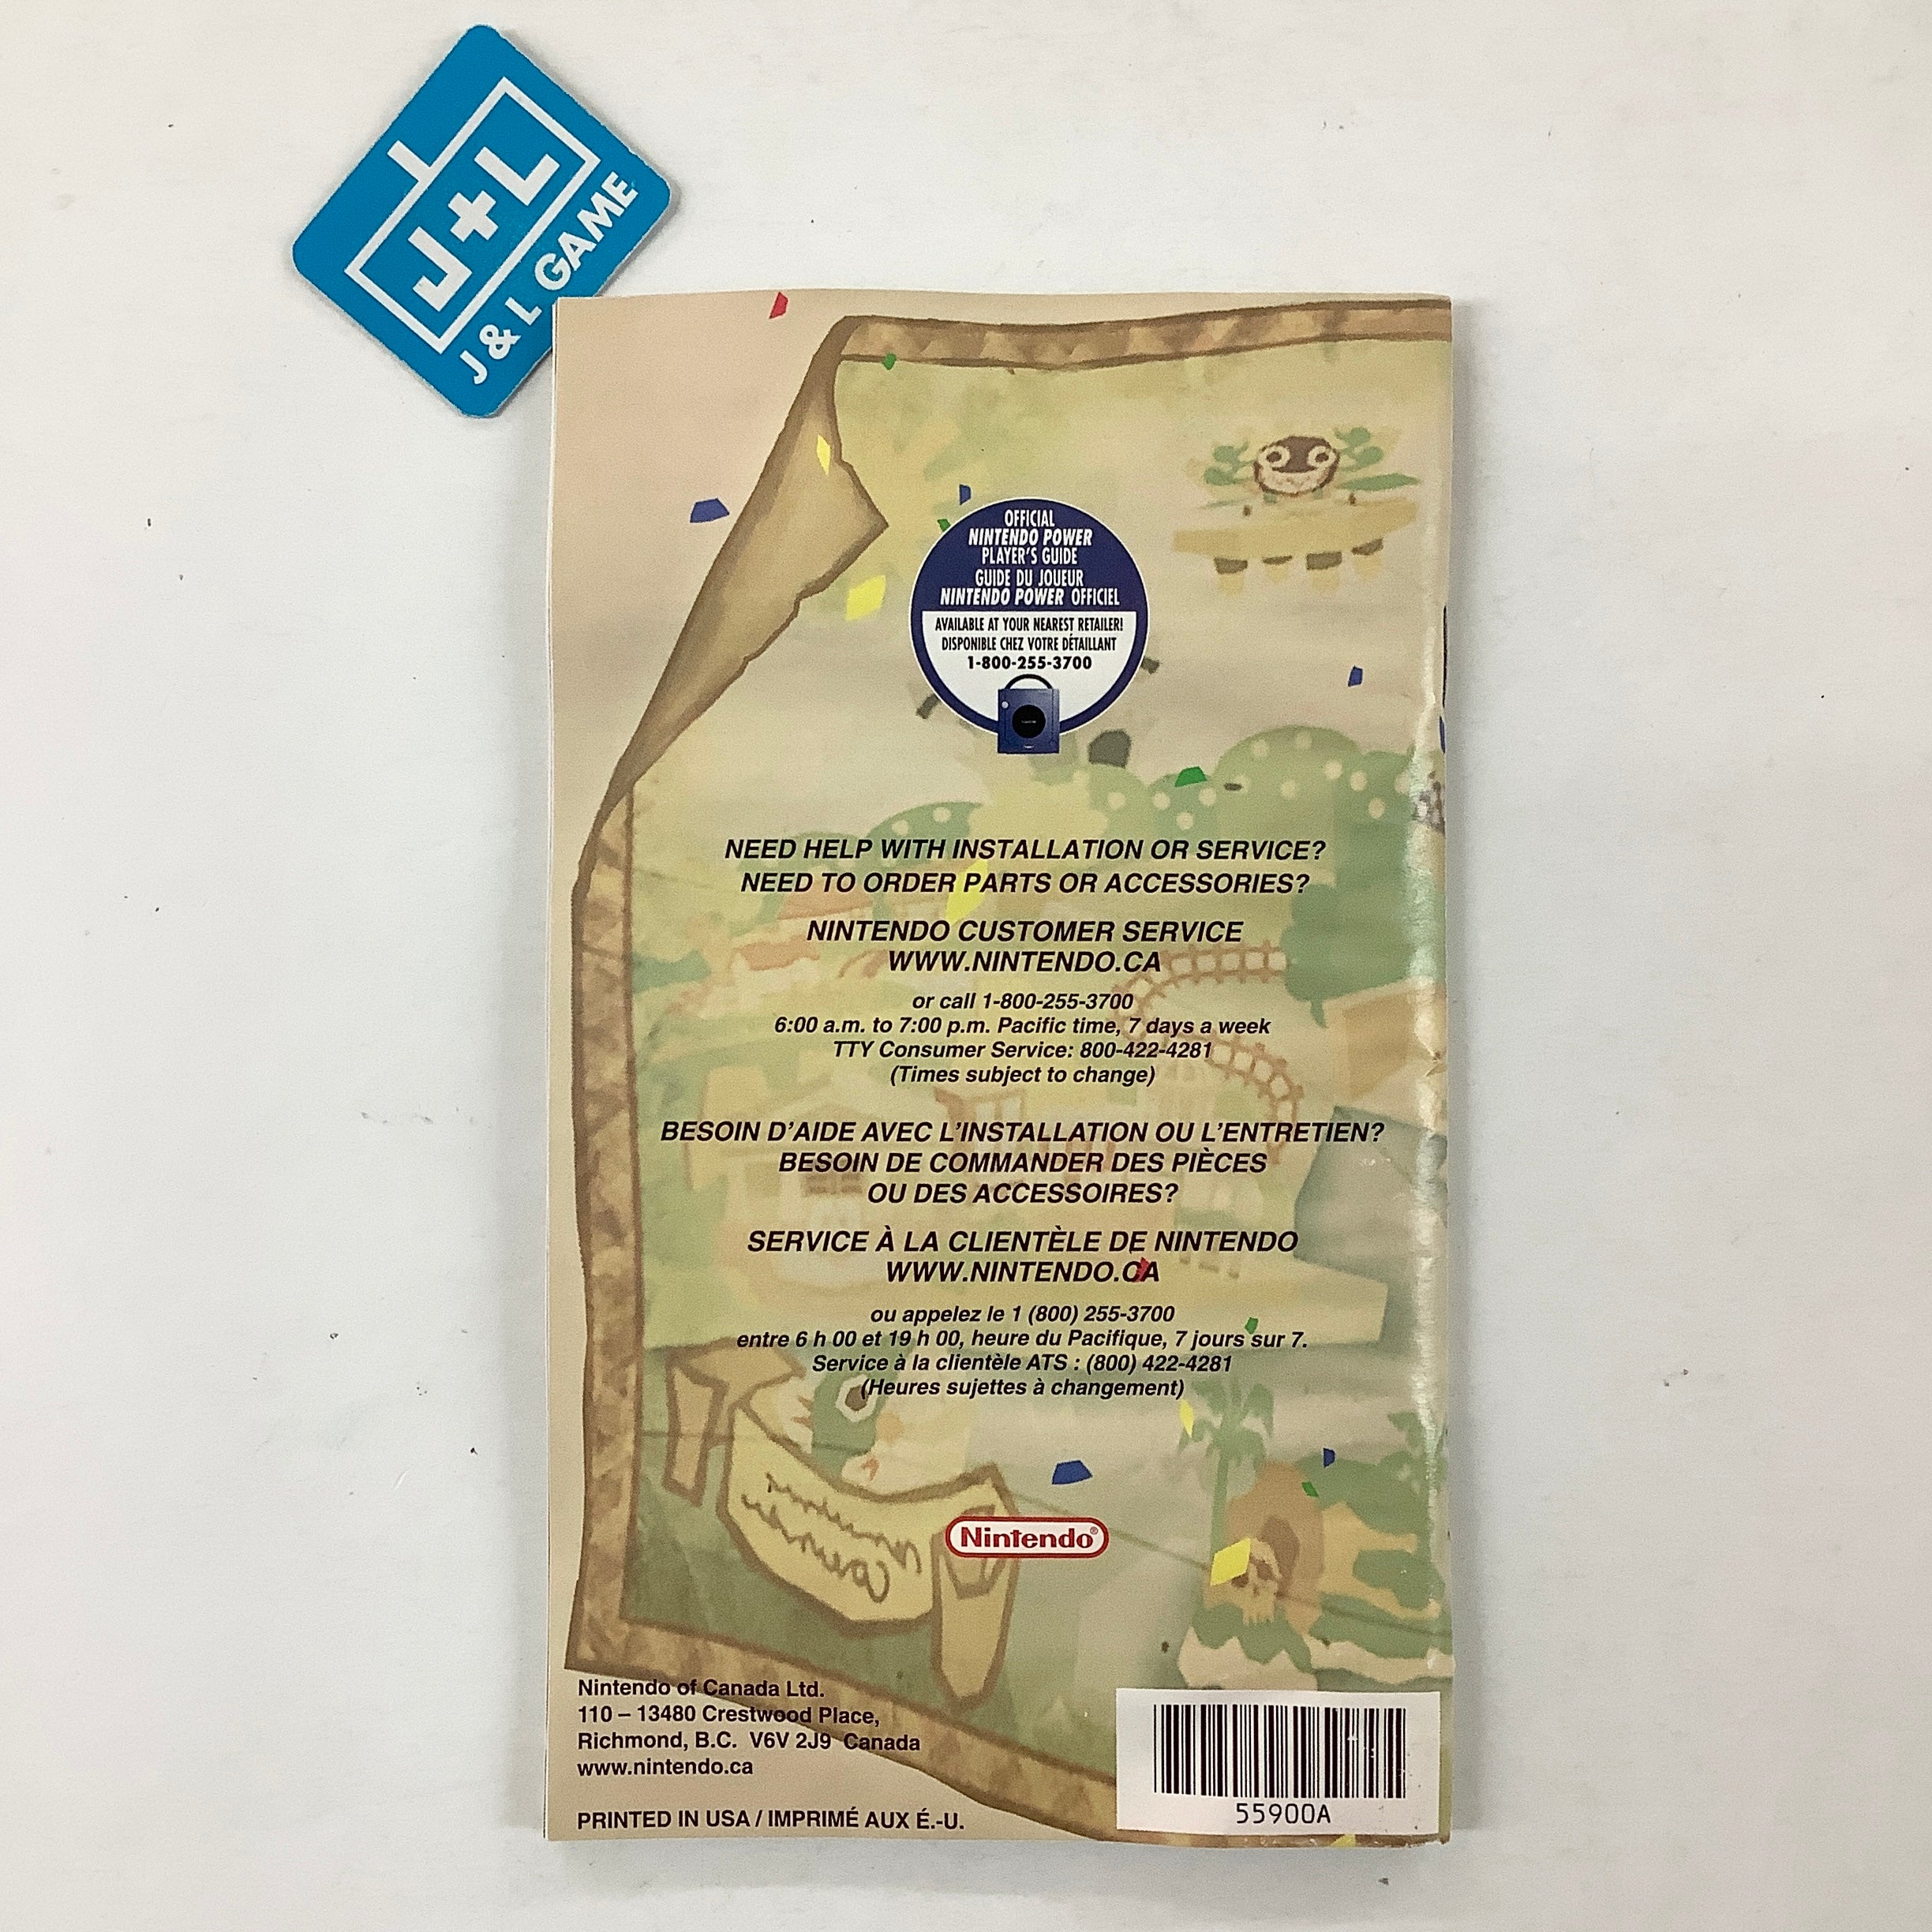 J+L
J & L GAME
OFFICIAL
NINTENDO POWER
PLAYER'S GUIDE
GUIDE DU JOUEUR
NINTENDO POWER OFFICIEL
AVAILABLE AT YOUR NEAREST RETAILER!
DISPONIBLE CHEZ VOTRE DÉTAILLANT
1-800-255-3700
NEED HELP WITH INSTALLATION OR SERVICE?
NEED TO ORDER PARTS OR ACCESSORIES?
NINTENDO CUSTOMER SERVICE
WWW.NINTENDO.CA
or call 1-800-255-3700
6:00 a.m. to 7:00 p.m. Pacific time, 7 days a week
TTY Consumer Service: 800-422-4281
(Times subject to change)
BESOIN D'AIDE AVEC L'INSTALLATION OU L'ENTRETIEN?
BESOIN DE COMMANDER DES PIÈCES
OU DES ACCESSOIRES?
SERVICE À LA CLIENTÈLE DE NINTENDO
WWW.NINTENDO.CA
ou appelez le 1 (800) 255-3700
entre 6 h 00 et 19 h 00, heure du Pacifique, 7 jours sur 7.
Service à la clientèle ATS : (800) 422-4281
(Heures sujettes à changement)
Nintendo®
Nintendo of Canada Ltd.
110 – 13480 Crestwood Place,
Richmond, B.C. V6V 2J9 Canada
www.nintendo.ca
PRINTED IN USA / IMPRIMÉ AUX É.-U.
55900A